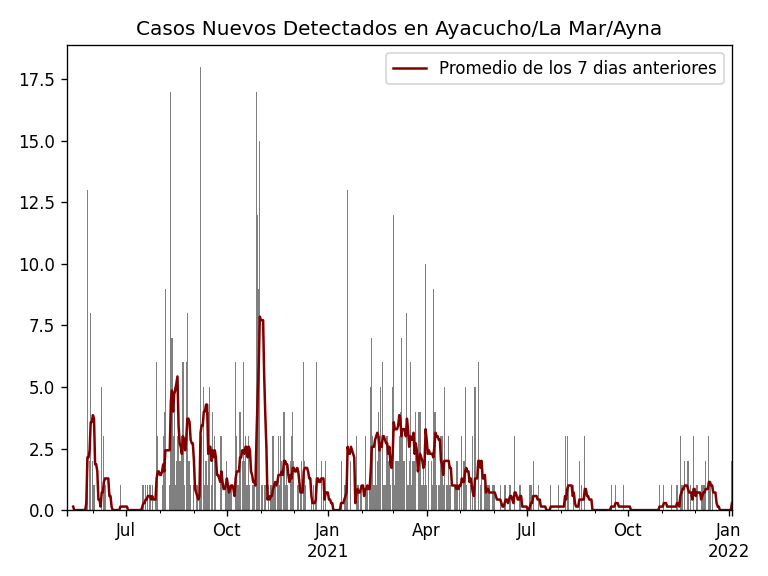 Casos Nuevos Detectados en Ayacucho/La Mar/Ayna
Promedio de los 7 dias anteriores
17.5
15.0
12.5
10.0
7.5
5.0
2.5
0.0
Jul
Oct
Jan
2021
Apr
Jul
Oct
Jan
2022